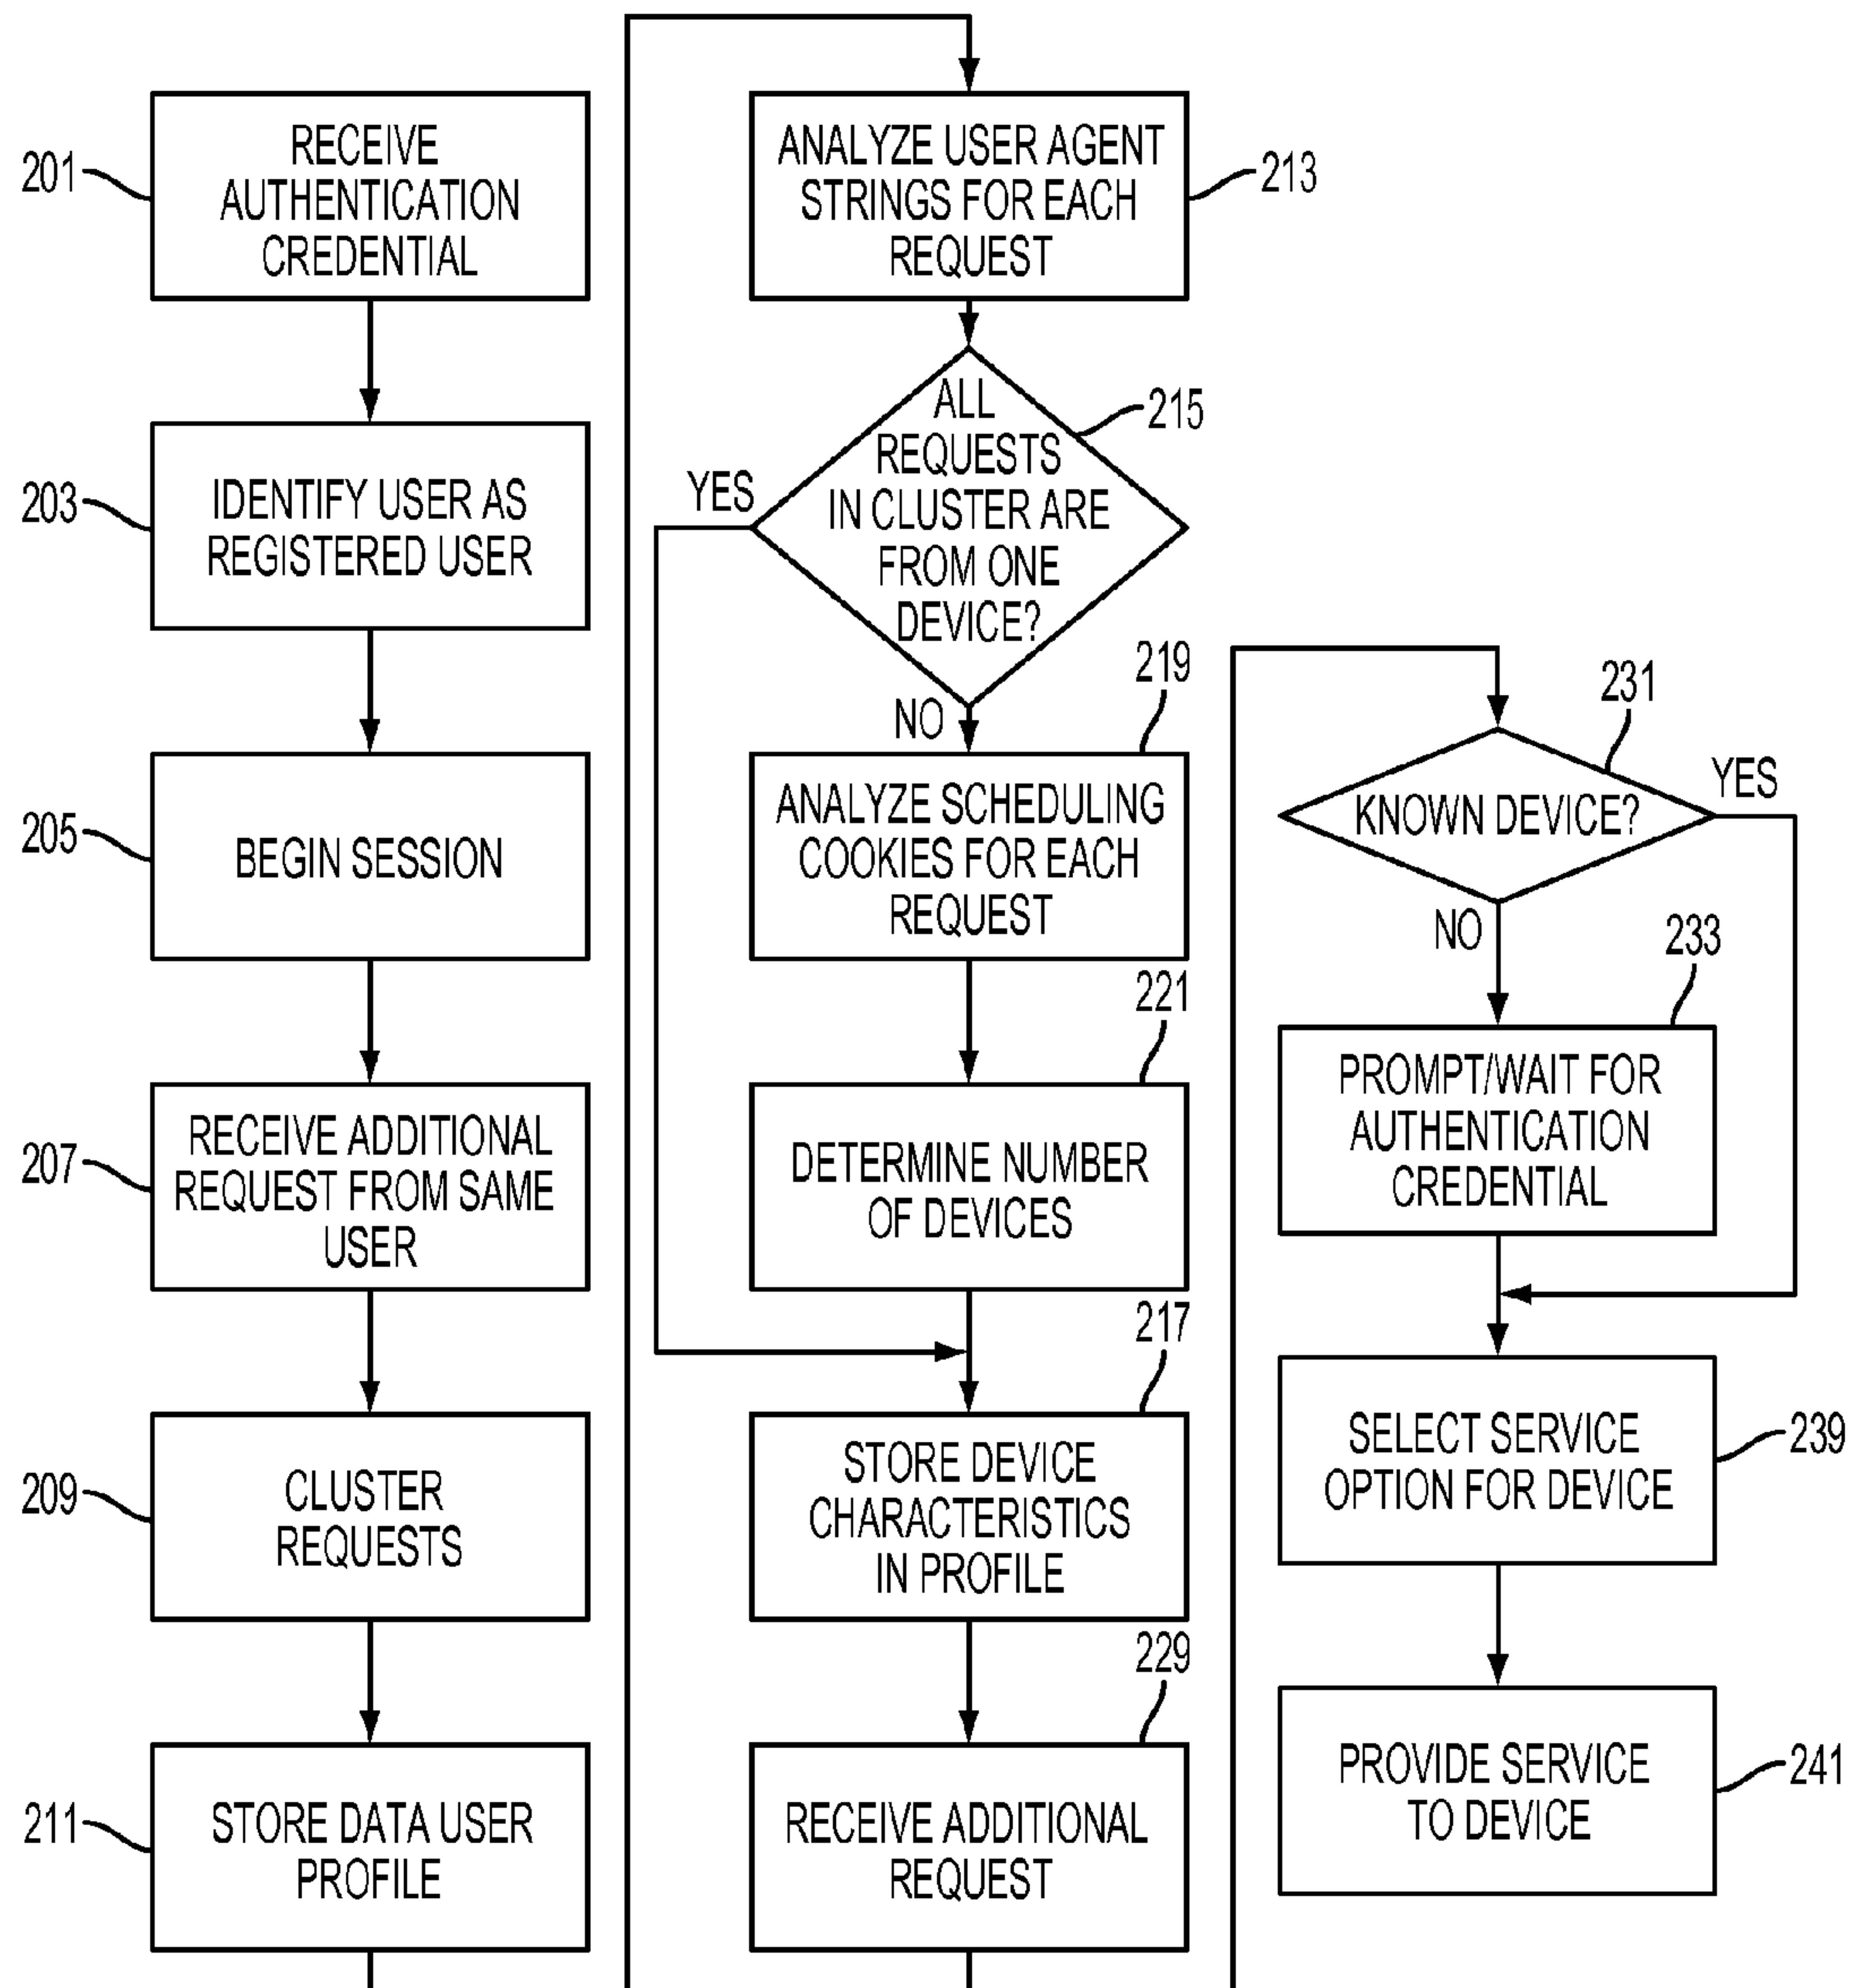 201
RECEIVE
AUTHENTICATION
CREDENTIAL
203
IDENTIFY USER AS
REGISTERED USER
205
BEGIN SESSION
207
RECEIVE ADDITIONAL
REQUEST FROM SAME
USER
209
CLUSTER
REQUESTS
211
STORE DATA USER
PROFILE
213
ANALYZE USER AGENT
STRINGS FOR EACH
REQUEST
215
ALL
REQUESTS
IN CLUSTER ARE
FROM ONE
DEVICE?
YES
NO
219
ANALYZE SCHEDULING
COOKIES FOR EACH
REQUEST
221
DETERMINE NUMBER
OF DEVICES
217
STORE DEVICE
CHARACTERISTICS
IN PROFILE
229
RECEIVE ADDITIONAL
REQUEST
231
KNOWN DEVICE?
YES
NO
233
PROMPT/WAIT FOR
AUTHENTICATION
CREDENTIAL
239
SELECT SERVICE
OPTION FOR DEVICE
241
PROVIDE SERVICE
TO DEVICE